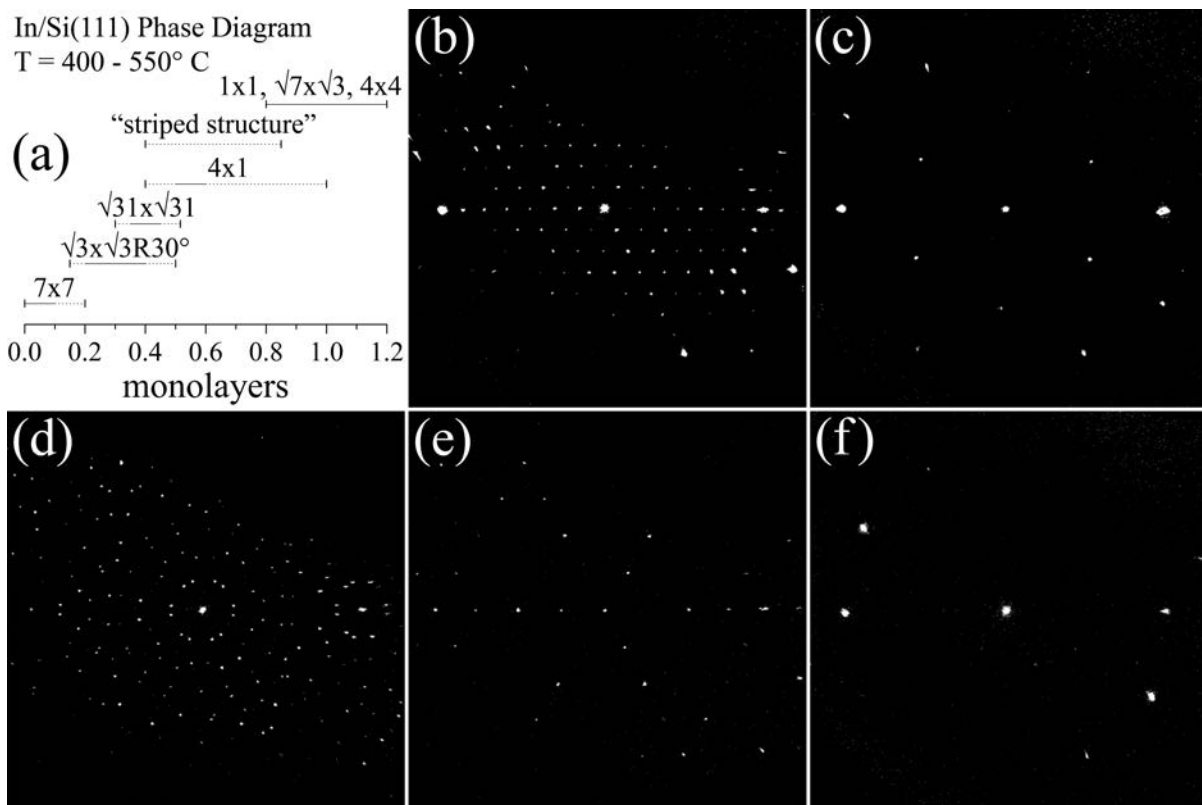 In/Si(111) Phase Diagram
T = 400 - 550° C
1x1, √7x√3, 4x4
“striped structure”
(a)
4x1
√31x√31
√3x√3R30°
7x7
0.0 0.2 0.4 0.6 0.8 1.0 1.2
monolayers
(b)
(c)
(d)
(e)
(f)